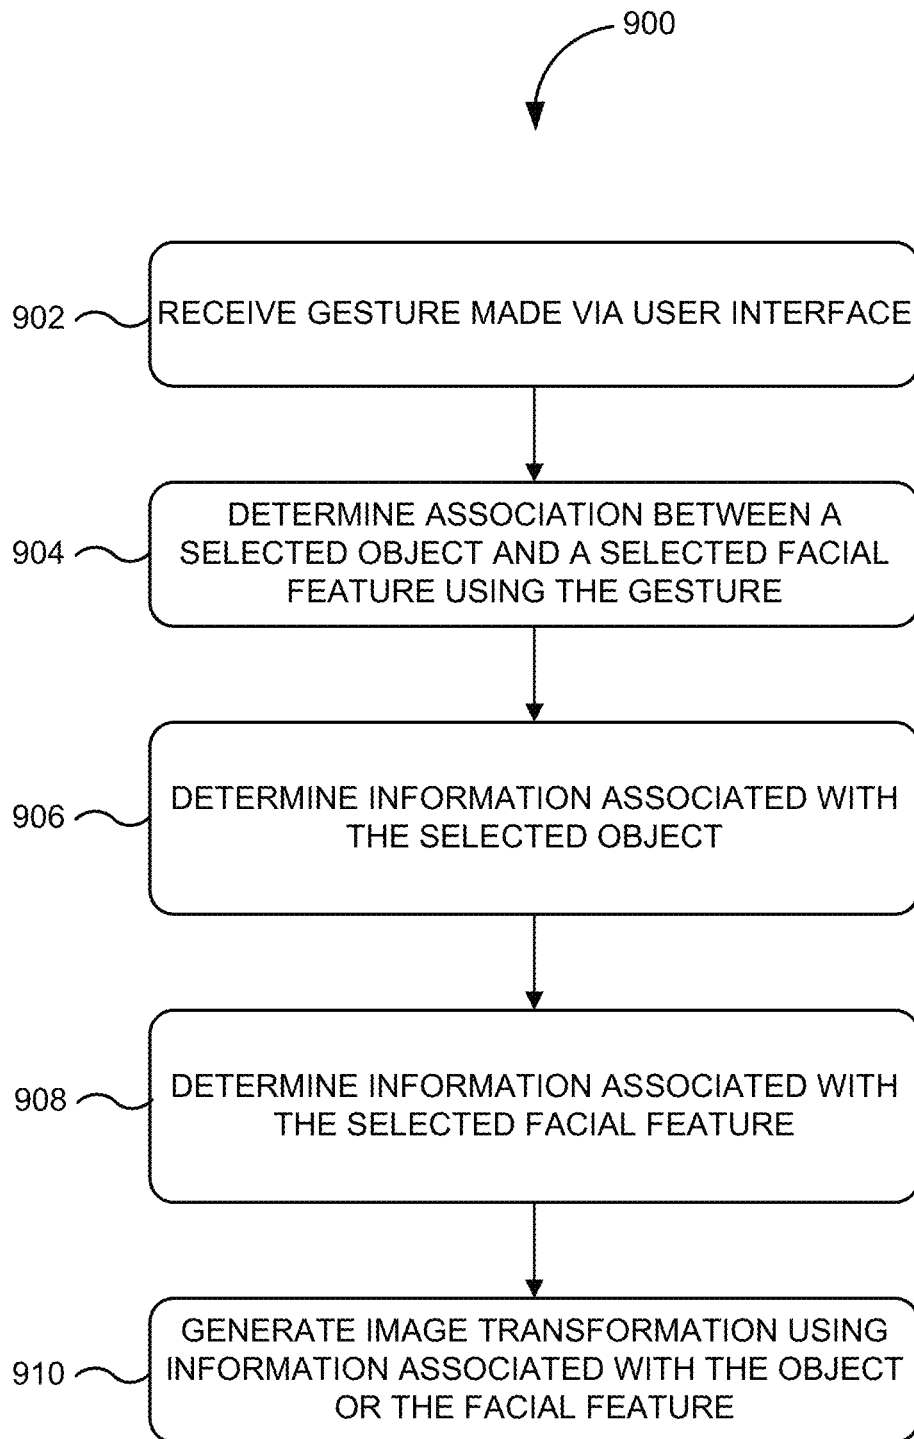 900
902
RECEIVE GESTURE MADE VIA USER INTERFACE
904
DETERMINE ASSOCIATION BETWEEN A
SELECTED OBJECT AND A SELECTED FACIAL
FEATURE USING THE GESTURE
906
DETERMINE INFORMATION ASSOCIATED WITH
THE SELECTED OBJECT
908
DETERMINE INFORMATION ASSOCIATED WITH
THE SELECTED FACIAL FEATURE
910
GENERATE IMAGE TRANSFORMATION USING
INFORMATION ASSOCIATED WITH THE OBJECT
OR THE FACIAL FEATURE